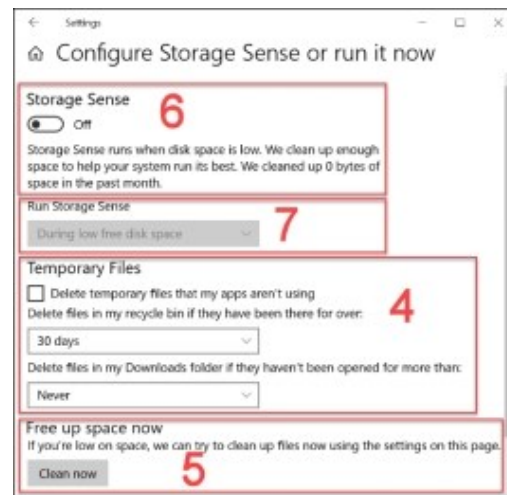 Settings
Configure Storage Sense or run it now
Storage Sense
6
Off
Storage Sense runs when disk space is low. We clean up enough
space to help your system run its best. We cleaned up 0 bytes of
space in the past month.
Run Storage Sense
During low free disk space
7
Temporary Files
Delete temporary files that my apps aren't using
4
Delete files in my recycle bin if they have been there for over:
30 days
Delete files in my Downloads folder if they haven't been opened for more than:
Never
Free up space now
If you're low on space, we can try to clean up files now using the settings on this page.
Clean now
5